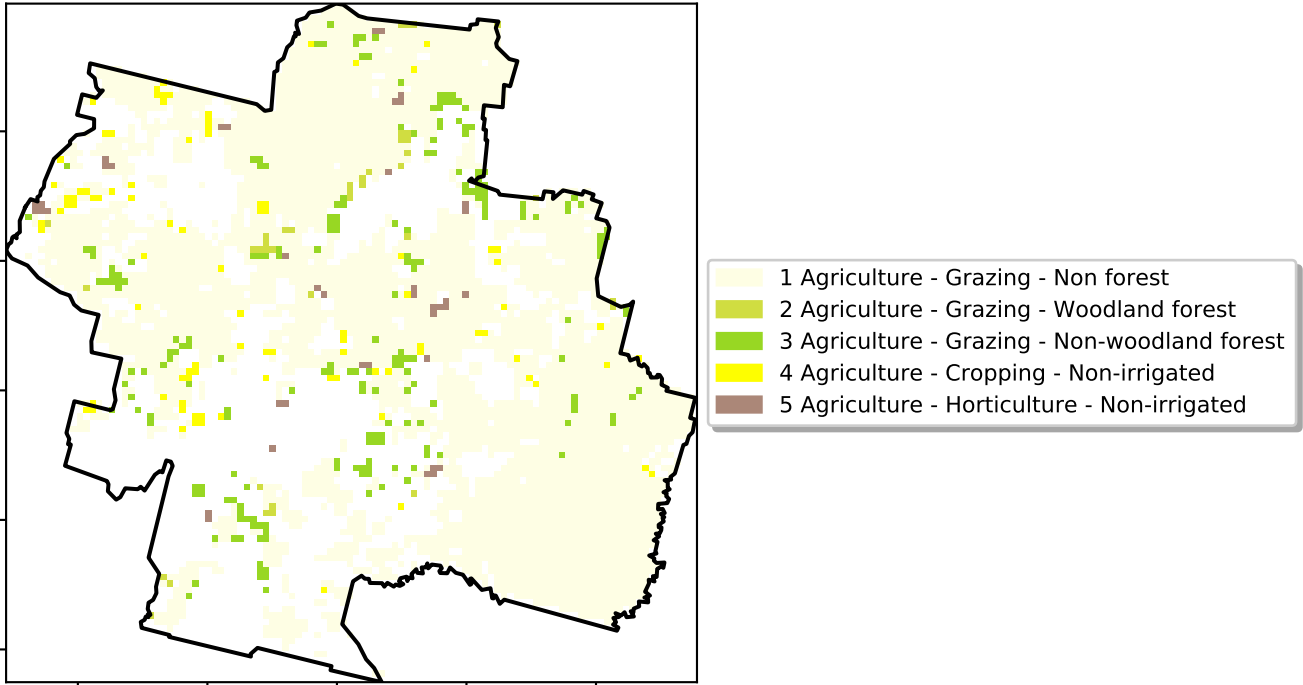 1 Agriculture - Grazing - Non forest
2 Agriculture - Grazing - Woodland forest
3 Agriculture - Grazing - Non-woodland forest
4 Agriculture - Cropping - Non-irrigated
5 Agriculture - Horticulture - Non-irrigated